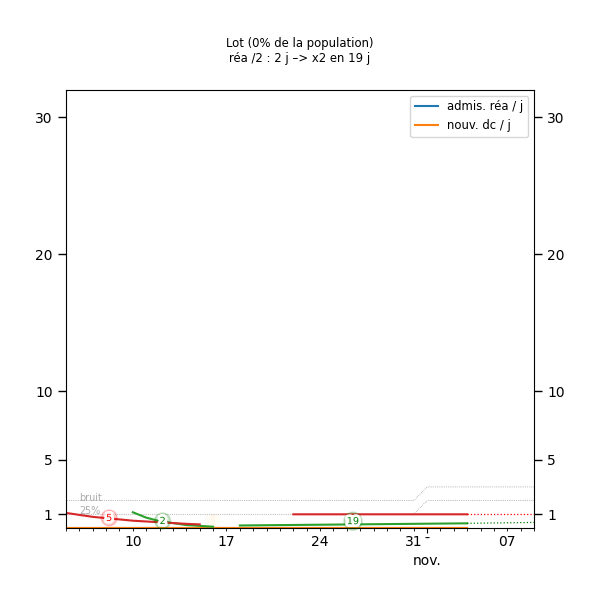 Lot (0% de la population)
réa /2 : 2 j –> x2 en 19 j
admis. réa / j
nouv. dc / j
30 30
20 20
10 10
5 5
bruit
25%
1 5 2 19 1
10 17 24 31 07
nov.